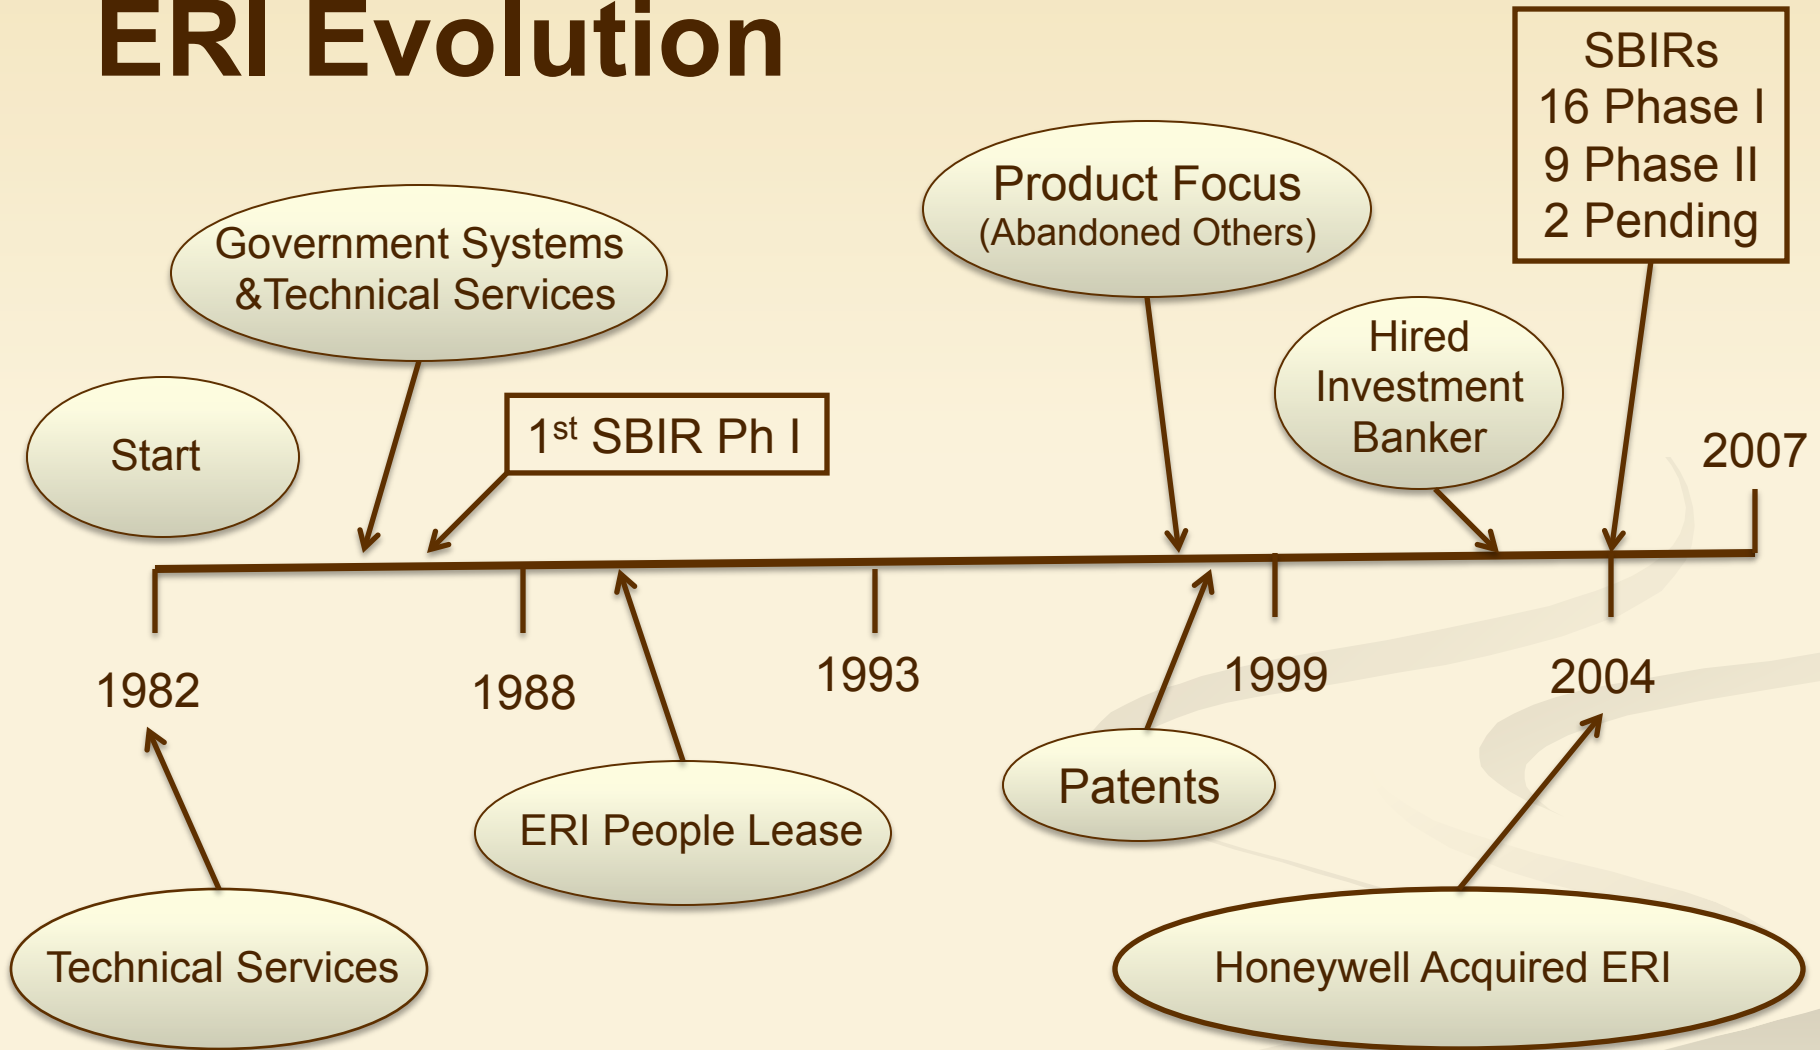 ERI Evolution
SBIRs
16 Phase I
9 Phase II
2 Pending
Product Focus
(Abandoned Others)
Government Systems
&Technical Services
Hired
Investment
Banker
Start
1st SBIR Ph I
2007
1982
1988
1993
1999
2004
Patents
ERI People Lease
Technical Services
Honeywell Acquired ERI